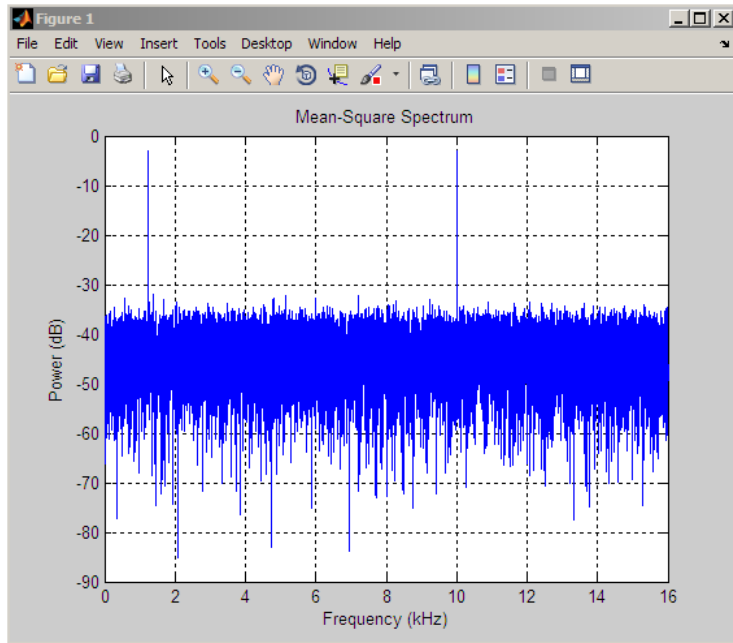 Figure 1
File Edit View Insert Tools Desktop Window Help
Mean-Square Spectrum
0
-10
-20
-30
-40
-50
-60
-70
-80
-90
Power (dB)
0 2 4 6 8 10 12 14 16
Frequency (kHz)